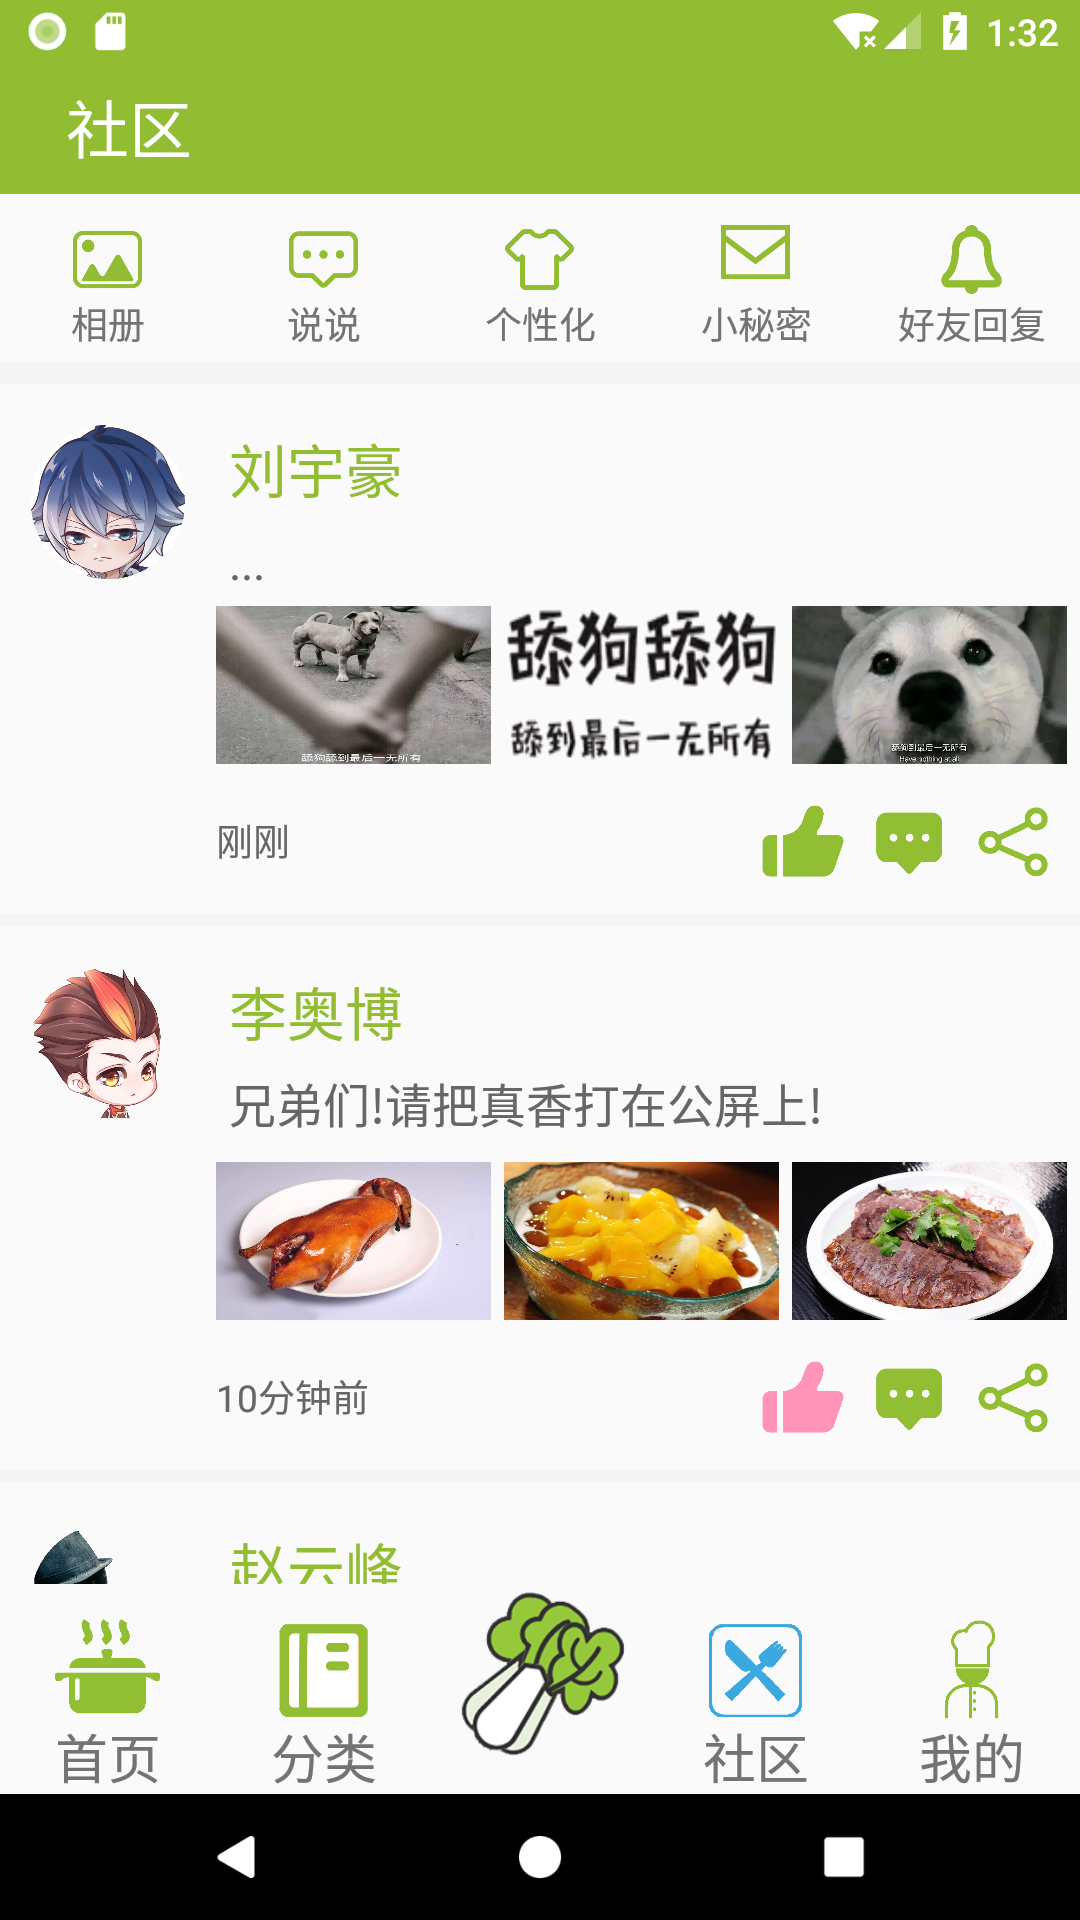 1:32
社区
相册
说说
个性化
小秘密
好友回复
刘宇豪
...
舔狗舔到最后一无所有
舔狗舔狗
舔到最后一无所有
舔狗到最后一无所有
Have nothing at all
刚刚
李奥博
兄弟们!请把真香打在公屏上!
10分钟前
赵云峰
首页
分类
社区
我的